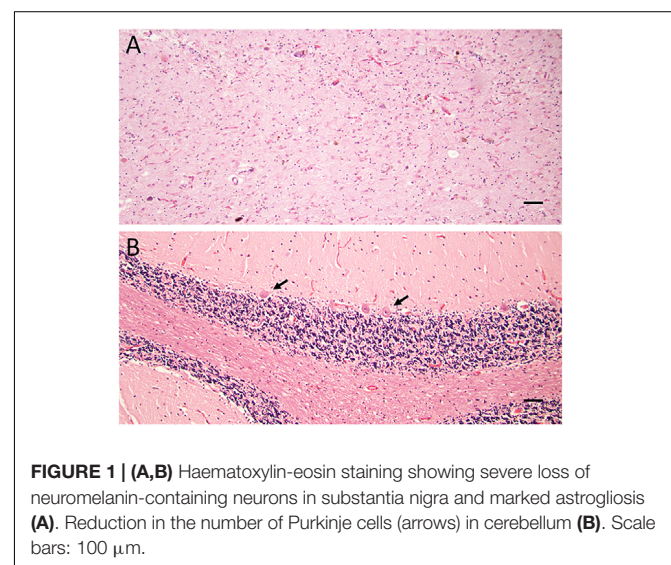 A
B
FIGURE 1 | (A,B) Haematoxylin-eosin staining showing severe loss of
neuromelanin-containing neurons in substantia nigra and marked astrogliosis
(A). Reduction in the number of Purkinje cells (arrows) in cerebellum (B). Scale
bars: 100 μm.